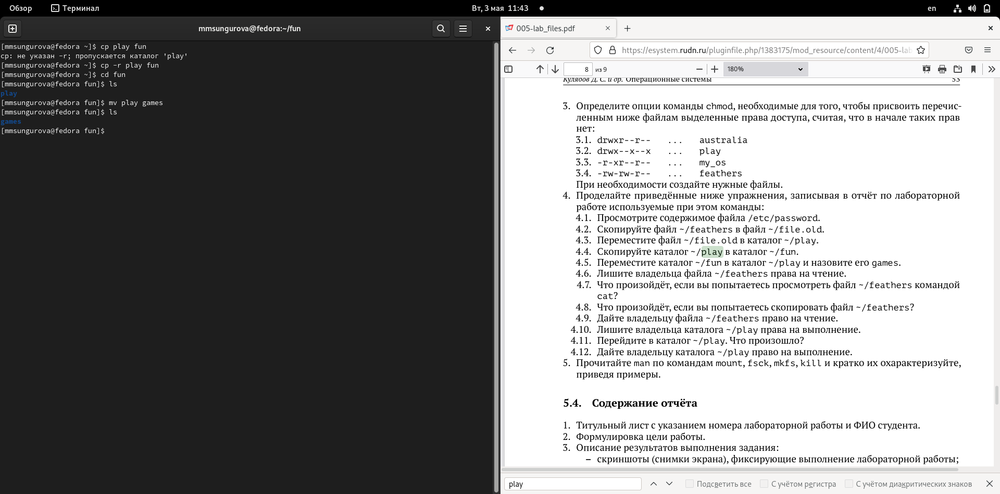 Обзор
Терминал
Вт, 3 мая 11:43
en
mmsungurova@fedora:~/fun
[mmsungurova@fedora ~]$ cp play fun
cp: не указан -r; пропускается каталог 'play'
[mmsungurova@fedora ~]$ cp -r play fun
[mmsungurova@fedora ~]$ cd fun
[mmsungurova@fedora fun]$ ls
play
[mmsungurova@fedora fun]$ mv play games
[mmsungurova@fedora fun]$ ls
games
[mmsungurova@fedora fun]$
005-lab_files.pdf
https://esystem.rudn.ru/pluginfile.php/1383175/mod_resource/content/4/005-lab
8 из 9
180%
Кулябов Д. С. и др. Операционные системы 53
3. Определите опции команды chmod, необходимые для того, чтобы присвоить перечис-
ленным ниже файлам выделенные права доступа, считая, что в начале таких прав
нет:
3.1. drwxr--r-- ... australia
3.2. drwx--x--x ... play
3.3. -r-xr--r-- ... my_os
3.4. -rw-rw-r-- ... feathers
При необходимости создайте нужные файлы.
4. Проделайте приведённые ниже упражнения, записывая в отчёт по лабораторной
работе используемые при этом команды:
4.1. Просмотрите содержимое файла /etc/password.
4.2. Скопируйте файл ~/feathers в файл ~/file.old.
4.3. Переместите файл ~/file.old в каталог ~/play.
4.4. Скопируйте каталог ~/play в каталог ~/fun.
4.5. Переместите каталог ~/fun в каталог ~/play и назовите его games.
4.6. Лишите владельца файла ~/feathers права на чтение.
4.7. Что произойдёт, если вы попытаетесь просмотреть файл ~/feathers командой
cat?
4.8. Что произойдёт, если вы попытаетесь скопировать файл ~/feathers?
4.9. Дайте владельцу файла ~/feathers право на чтение.
4.10. Лишите владельца каталога ~/play права на выполнение.
4.11. Перейдите в каталог ~/play. Что произошло?
4.12. Дайте владельцу каталога ~/play право на выполнение.
5. Прочитайте man по командам mount, fsck, mkfs, kill и кратко их охарактеризуйте,
приведя примеры.
5.4. Содержание отчёта
1. Титульный лист с указанием номера лабораторной работы и ФИО студента.
2. Формулировка цели работы.
3. Описание результатов выполнения задания:
– скриншоты (снимки экрана), фиксирующие выполнение лабораторной работы;
play
Подсветить все
С учётом регистра
С учётом диакритических знаков